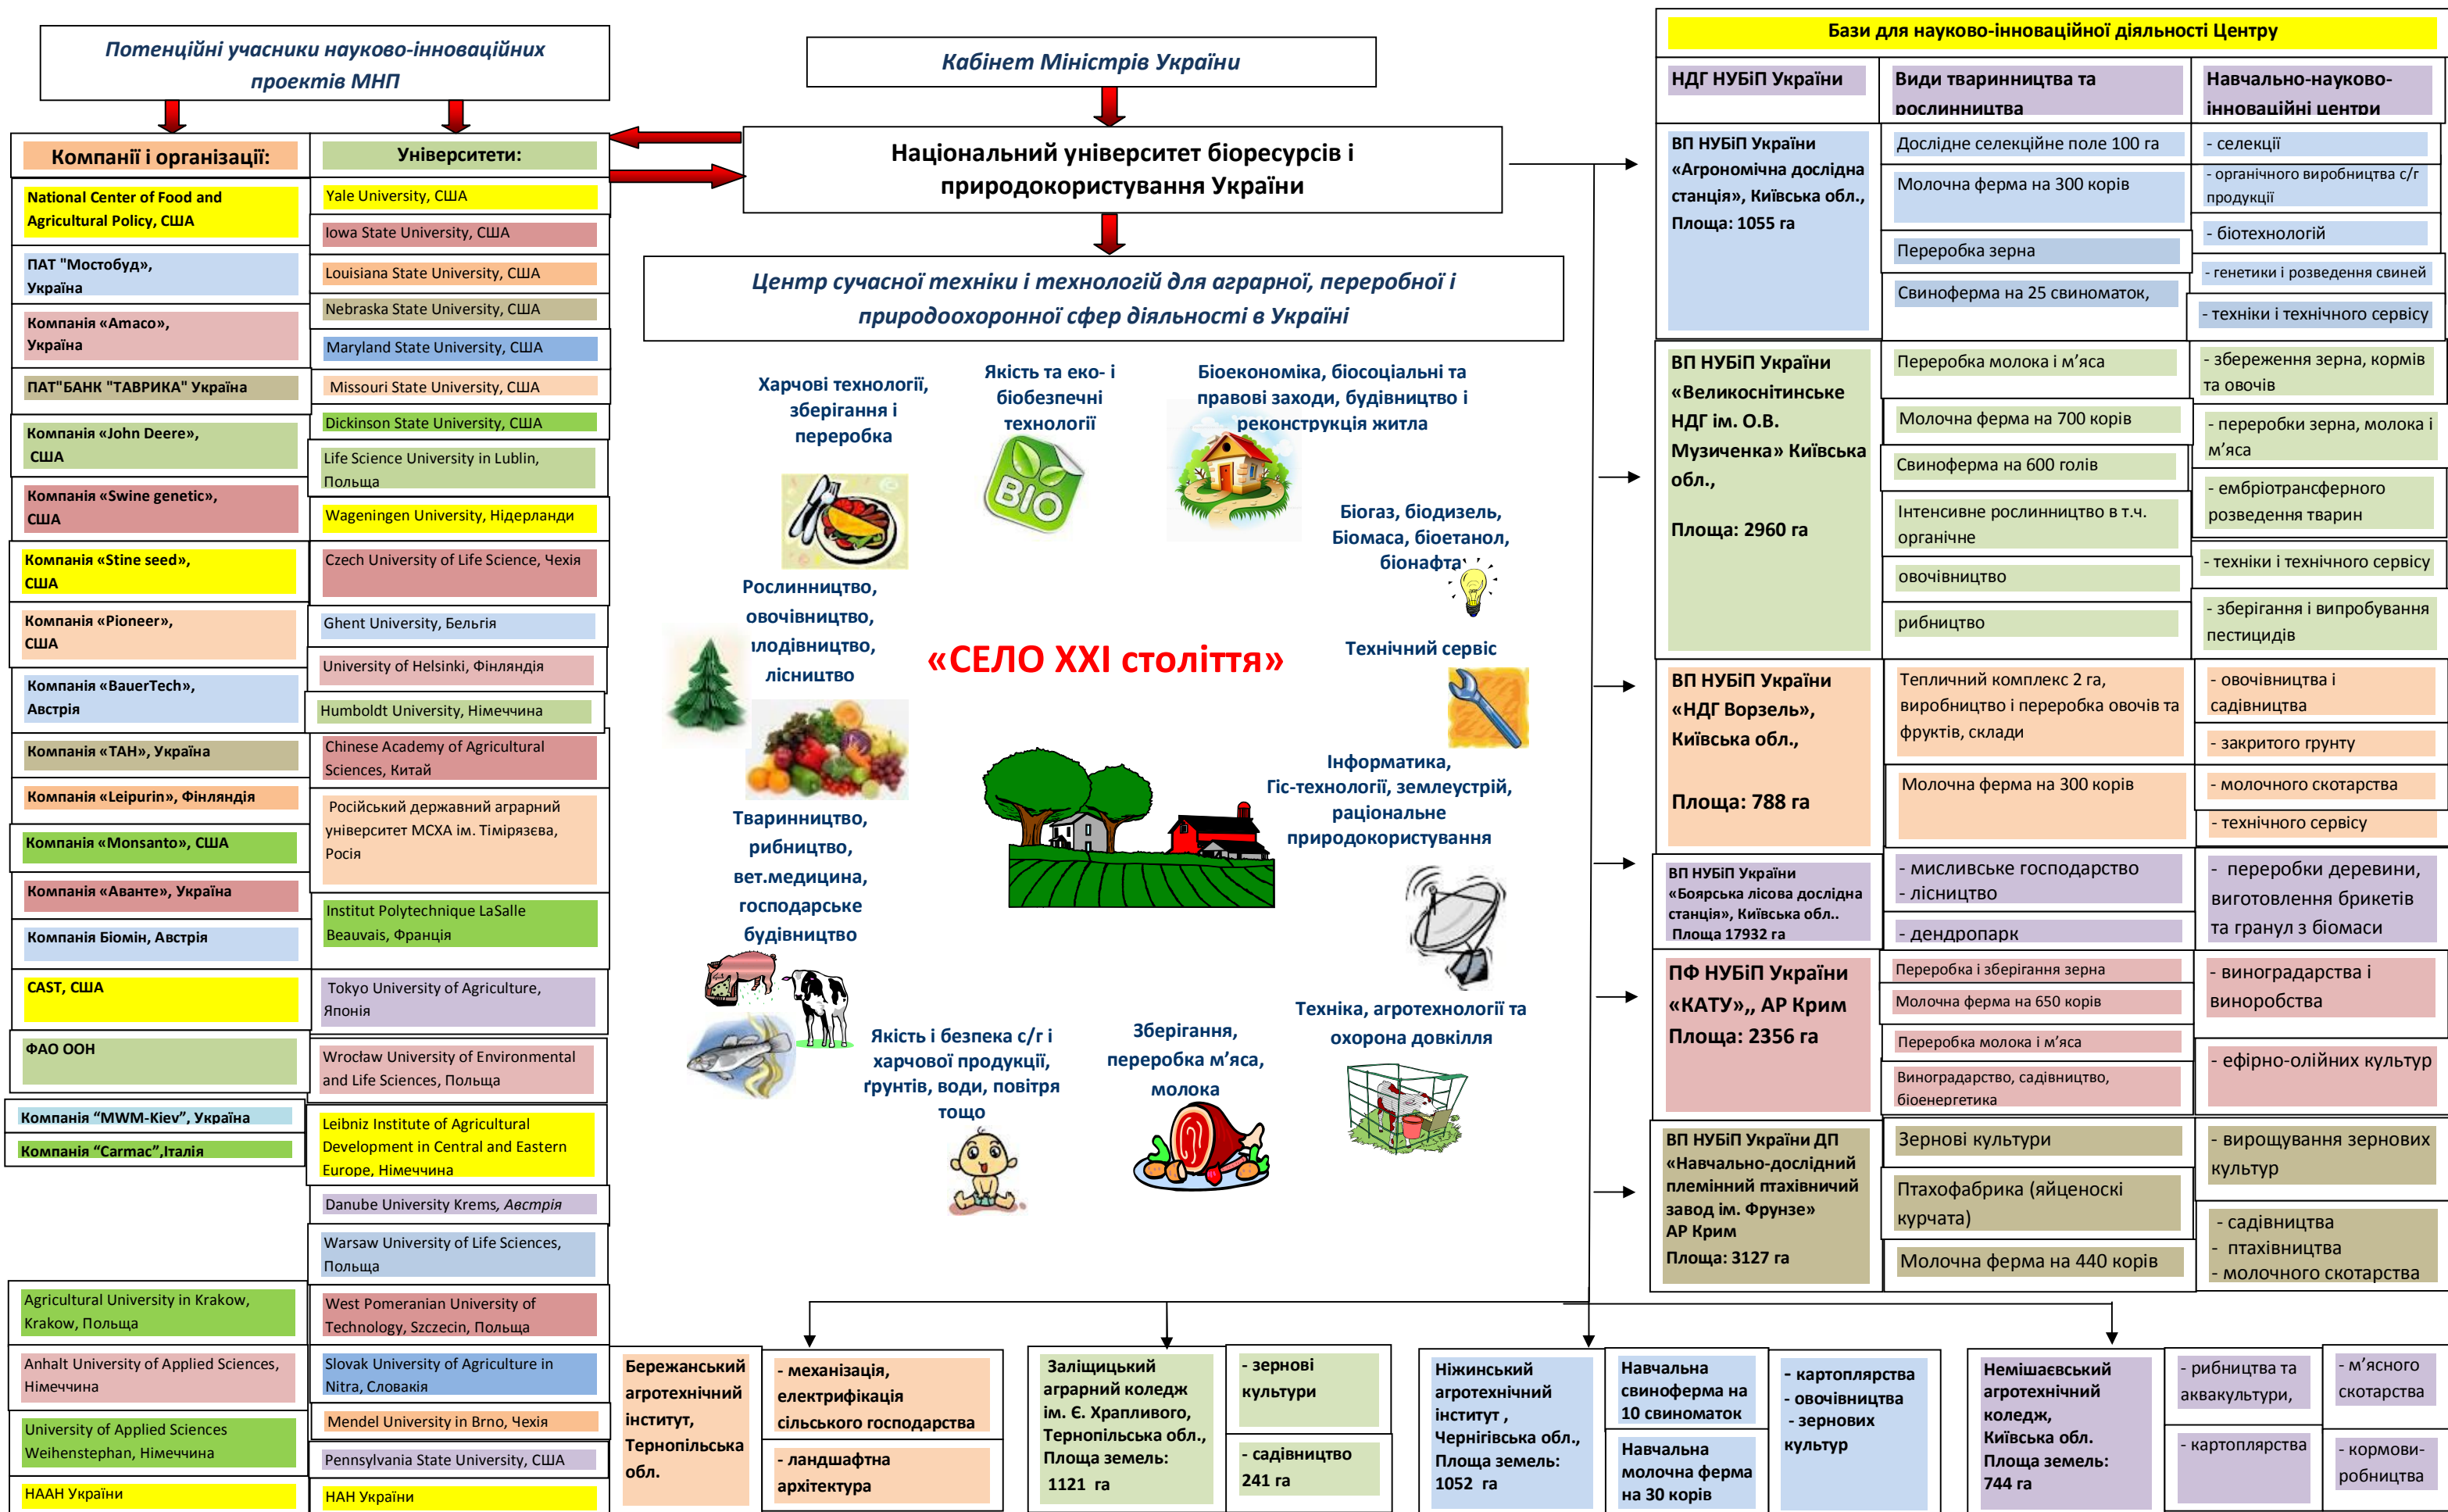 Потенційні учасники науково-інноваційних
проектів МНП
Кабінет Міністрів України
Національний університет біоресурсів і
природокористування України
Центр сучасної техніки і технологій для аграрної, переробної і
природоохоронної сфер діяльності в Україні
Компанії і організації:
National Center of Food and
Agricultural Policy, США
ПАТ "Мостобуд»,
Україна
Компанія «Amaco»,
Україна
ПАТ"БАНК "ТАВРИКА" Україна
Компанія «John Deere»,
США
Компанія «Swine genetic»,
США
Компанія «Stine seed»,
США
Компанія «Pioneer»,
США
Компанія «BauerTech»,
Австрія
Компанія «ТАН», Україна
Компанія «Leipurin», Фінляндія
Компанія «Monsanto», США
Компанія «Аванте», Україна
Компанія Біомін, Австрія
CAST, США
ФАО ООН
Компанія “MWM-Kiev”, Україна
Компанія “Carmac”,Італія
Agricultural University in Krakow,
Krakow, Польща
Anhalt University of Applied Sciences,
Німеччина
University of Applied Sciences
Weihenstephan, Німеччина
НААН України
Університети:
Yale University, США
Iowa State University, США
Louisiana State University, США
Nebraska State University, США
Maryland State University, США
Missouri State University, США
Dickinson State University, США
Life Science University in Lublin,
Польща
Wageningen University, Нідерланди
Czech University of Life Science, Чехія
Ghent University, Бельгія
University of Helsinki, Фінляндія
Humboldt University, Німеччина
Chinese Academy of Agricultural
Sciences, Китай
Російський державний аграрний
університет МСХА ім. Тімірязєва,
Росія
Institut Polytechnique LaSalle
Beauvais, Франція
Tokyo University of Agriculture,
Японія
Wrocław University of Environmental
and Life Sciences, Польща
Leibniz Institute of Agricultural
Development in Central and Eastern
Europe, Німеччина
Danube University Krems, Австрія
Warsaw University of Life Sciences,
Польща
West Pomeranian University of
Technology, Szczecin, Польща
Slovak University of Agriculture in
Nitra, Словакія
Mendel University in Brno, Чехія
Pennsylvania State University, США
НАН України
Харчові технології,
зберігання і
переробка
Якість та еко- і
біобезпечні
технології
BIO
Біоекономіка, біосоціальні та
правові заходи, будівництво і
реконструкція житла
Біогаз, біодизель,
Біомаса, біоетанол,
біонафта
Рослинництво,
овочівництво,
лодівництво,
лісництво
«СЕЛО ХХІ століття»
Технічний сервіс
Інформатика,
Гіс-технології, землеустрій,
раціональне
природокористування
Тваринництво,
рибництво,
вет.медицина,
господарське
будівництво
Якість і безпека с/г і
харчової продукції,
ґрунтів, води, повітря
тощо
Зберігання,
переробка м’яса,
молока
Техніка, агротехнології та
охорона довкілля
Бази для науково-інноваційної діяльності Центру
НДГ НУБіП України
Види тваринництва та
рослинництва
Навчально-науково-
інноваційні центри
ВП НУБіП України
«Агрономічна дослідна
станція», Київська обл.,
Площа: 1055 га
Дослідне селекційне поле 100 га
Молочна ферма на 300 корів
Переробка зерна
Свиноферма на 25 свиноматок,
- селекції
- органічного виробництва с/г
продукції
- біотехнологій
- генетики і розведення свиней
- техніки і технічного сервісу
ВП НУБіП України
«Великоснітинське
НДГ ім. О.В.
Музиченка» Київська
обл.,
Площа: 2960 га
Переробка молока і м’яса
Молочна ферма на 700 корів
Свиноферма на 600 голів
Інтенсивне рослинництво в т.ч.
органічне
овочівництво
рибництво
- збереження зерна, кормів
та овочів
- переробки зерна, молока і
м’яса
- ембріотрансферного
розведення тварин
- техніки і технічного сервісу
- зберігання і випробування
пестицидів
ВП НУБіП України
«НДГ Ворзель»,
Київська обл.,
Площа: 788 га
Тепличний комплекс 2 га,
виробництво і переробка овочів та
фруктів, склади
Молочна ферма на 300 корів
- овочівництва і
садівництва
- закритого грунту
- молочного скотарства
- технічного сервісу
ВП НУБіП України
«Боярська лісова дослідна
станція», Київська обл..
Площа 17932 га
- мисливське господарство
- лісництво
- дендропарк
- переробки деревини,
виготовлення брикетів
та гранул з біомаси
ПФ НУБіП України
«КАТУ»,, АР Крим
Площа: 2356 га
Переробка і зберігання зерна
Молочна ферма на 650 корів
Переробка молока і м’яса
Виноградарство, садівництво,
біоенергетика
- виноградарства і
виноробства
- ефірно-олійних культур
ВП НУБіП України ДП
«Навчально-дослідний
племінний птахівничий
завод ім. Фрунзе»
АР Крим
Площа: 3127 га
Зернові культури
Птахофабрика (яйценоскі
курчата)
Молочна ферма на 440 корів
- вирощування зернових
культур
- садівництва
- птахівництва
- молочного скотарства
Бережанський
агротехнічний
інститут,
Тернопільська
обл.
- механізація,
електрифікація
сільського господарства
- ландшафтна
архітектура
Заліщицький
аграрний коледж
ім. Є. Храпливого,
Тернопільська обл.,
Площа земель:
1121 га
- зернові
культури
- садівництво
241 га
Ніжинський
агротехнічний
інститут ,
Чернігівська обл.,
Площа земель:
1052 га
Навчальна
свиноферма на
10 свиноматок
Навчальна
молочна ферма
на 30 корів
- картоплярства
- овочівництва
- зернових
культур
Немішаєвський
агротехнічний
коледж,
Київська обл.
Площа земель:
744 га
- рибництва та
аквакультури,
- картоплярства
- м’ясного
скотарства
- кормови-
робництва